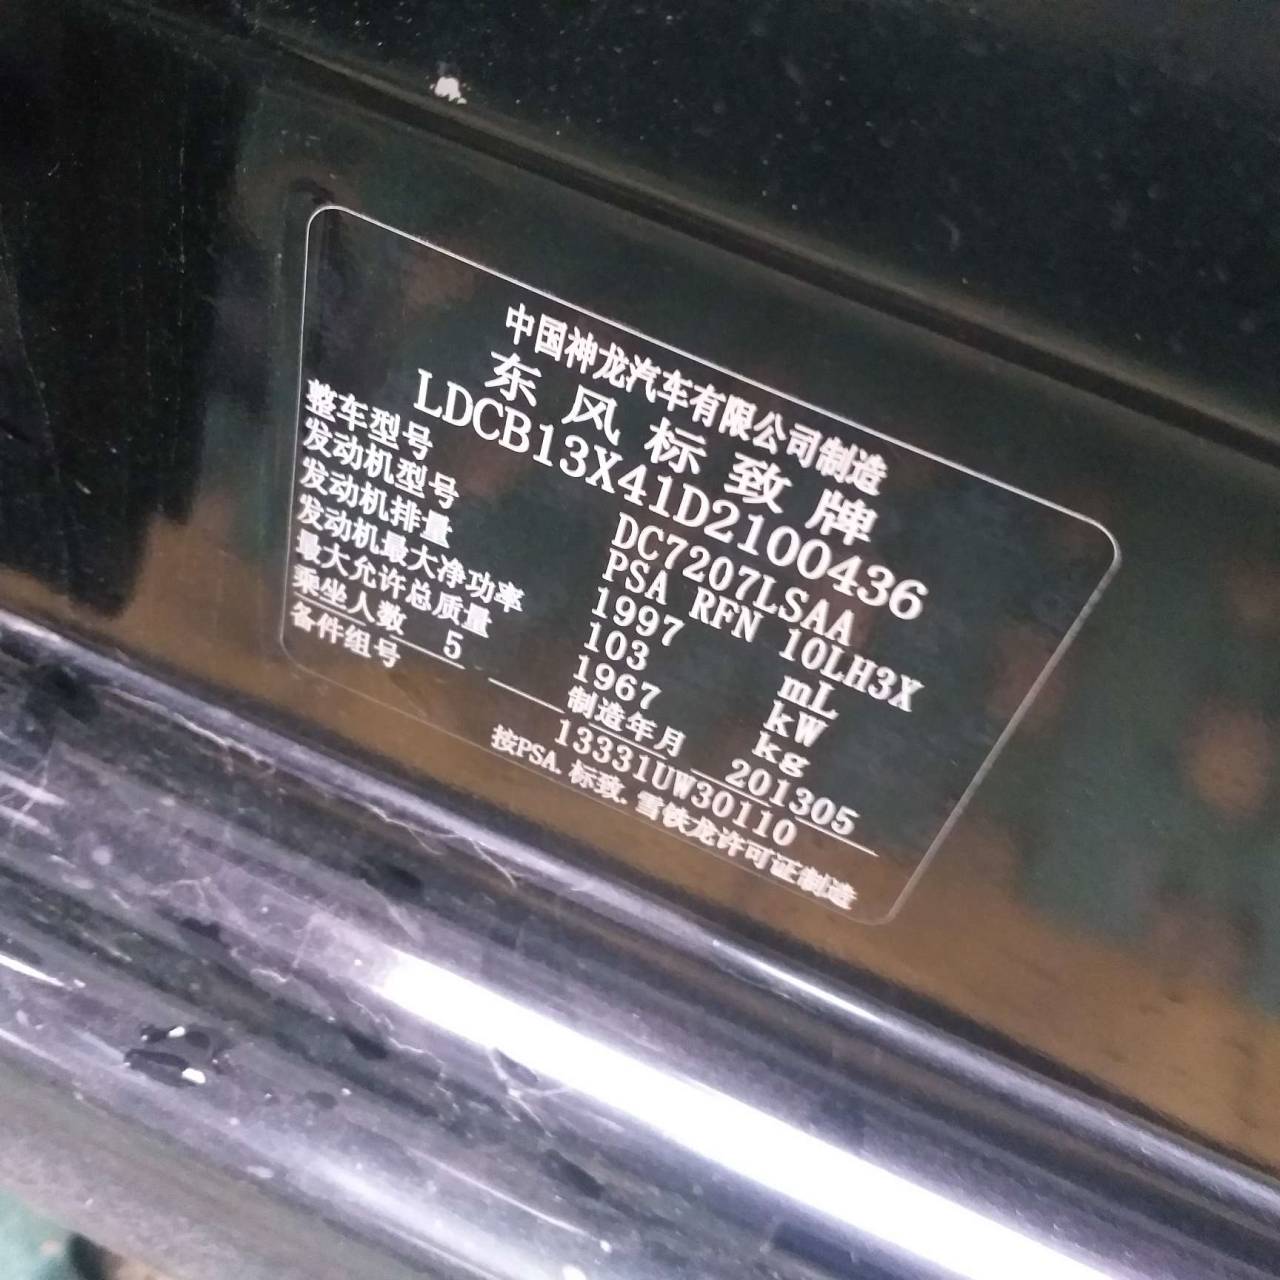 中国神龙汽车有限公司制造
东风标致牌
LDCB13X41D2100436
整车型号 DC7207LSAA
发动机型号 PSA RFN 10LH3X
发动机排量 1997 mL
发动机最大净功率 103 kW
最大允许总质量 1967 kg
乘坐人数 5 制造年月 201305
备件组号 13331UW30110
按PSA.标致.雪铁龙许可证制造